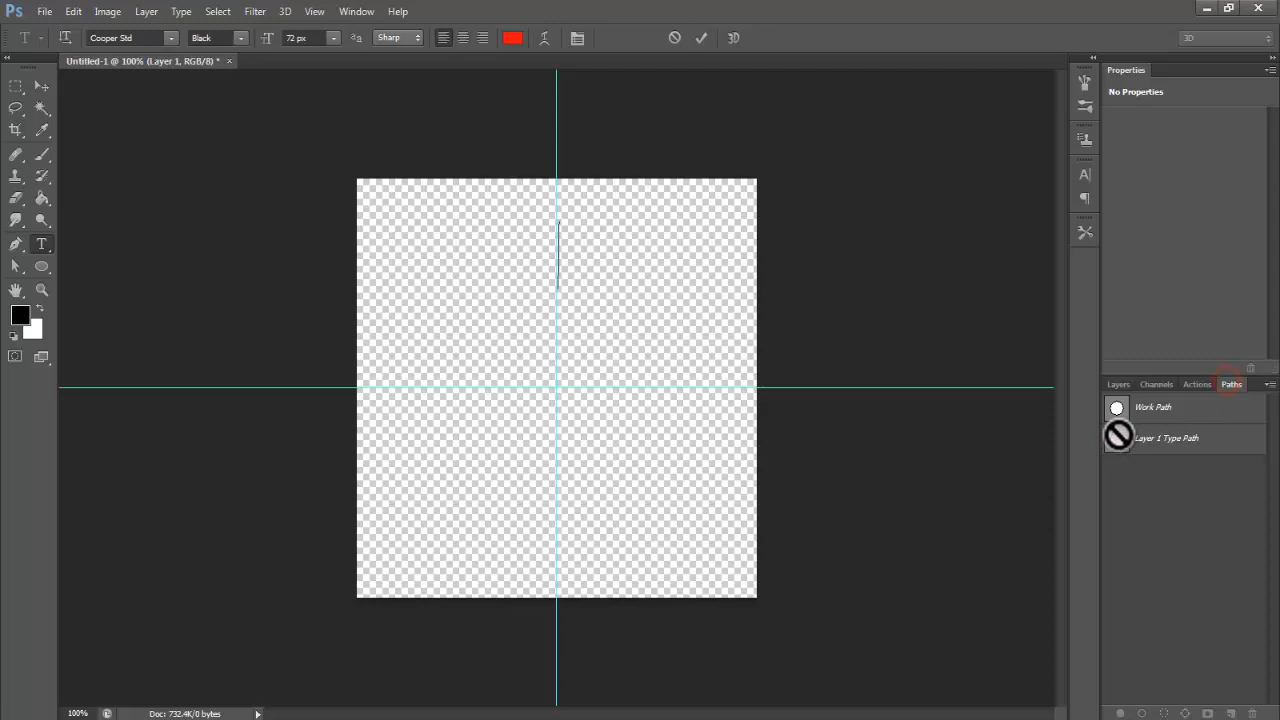 Ps File Edit Image Layer Type Select Filter 3D View Window Help
T Cooper Std Black 72 px Sharp 3D 3D
Untitled-1 @ 100% (Layer 1, RGB/8) * ×
Properties
No Properties
Layers Channels Actions Paths
Work Path
Layer 1 Type Path
100% Doc: 732.4K/0 bytes